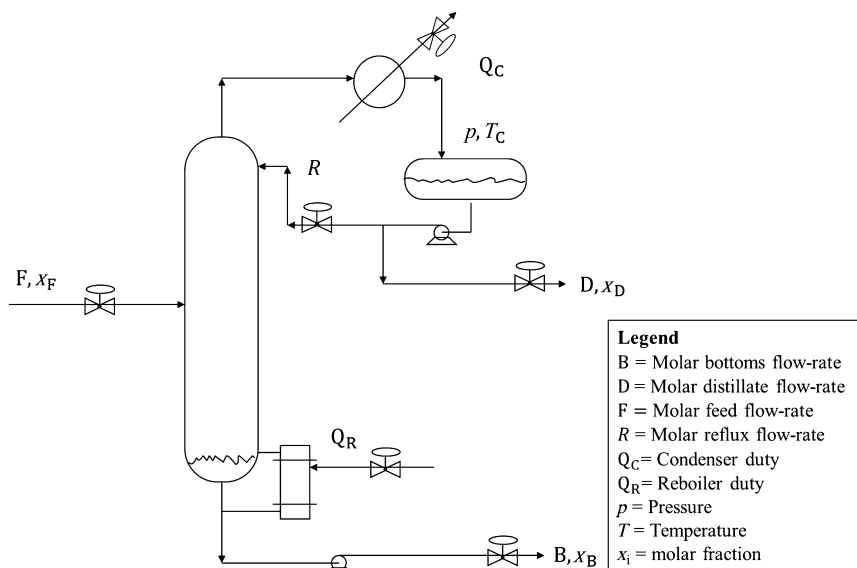 Q_C
p, T_C
R
F, x_F
D, x_D
Q_R
B, x_B
Legend
B = Molar bottoms flow-rate
D = Molar distillate flow-rate
F = Molar feed flow-rate
R = Molar reflux flow-rate
Q_C= Condenser duty
Q_R= Reboiler duty
p = Pressure
T = Temperature
x_i = molar fraction